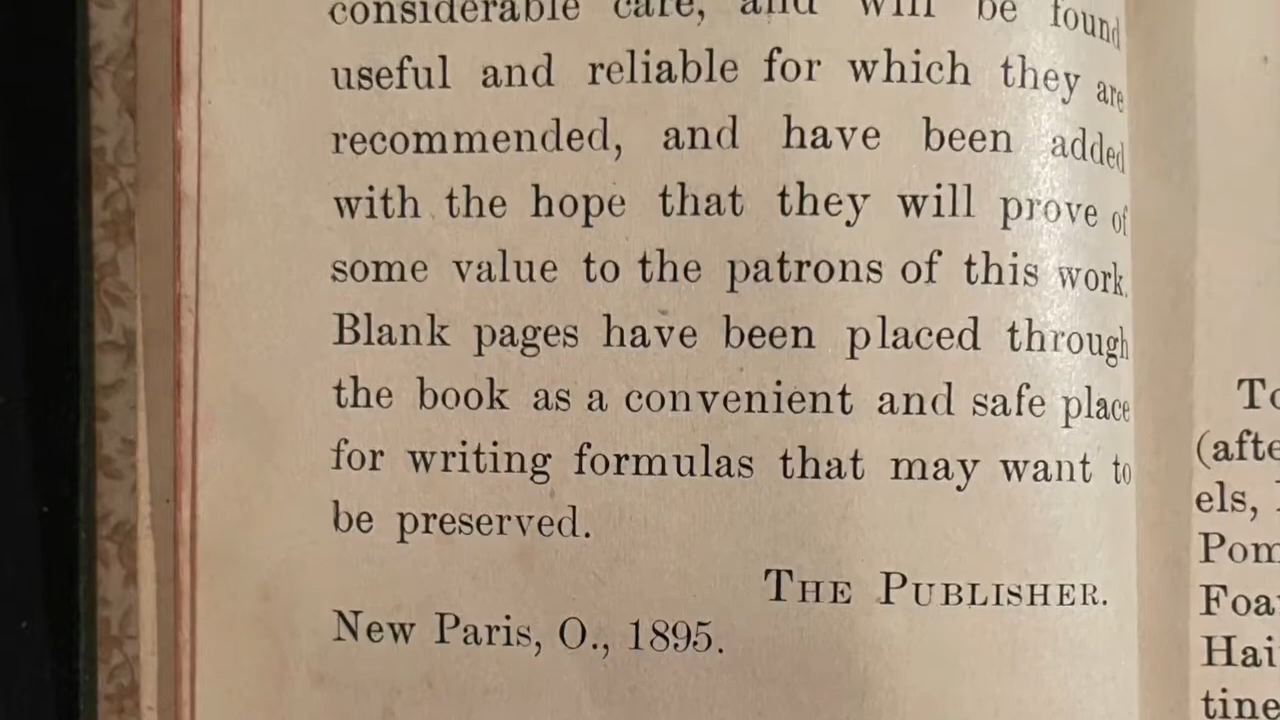 considerable care, and will be found
useful and reliable for which they are
recommended, and have been added
with the hope that they will prove of
some value to the patrons of this work.
Blank pages have been placed through
the book as a convenient and safe place
for writing formulas that may want to
be preserved.
THE PUBLISHER.
New Paris, O., 1895.
(afte
els,
Pom
Foa
Hai
tine